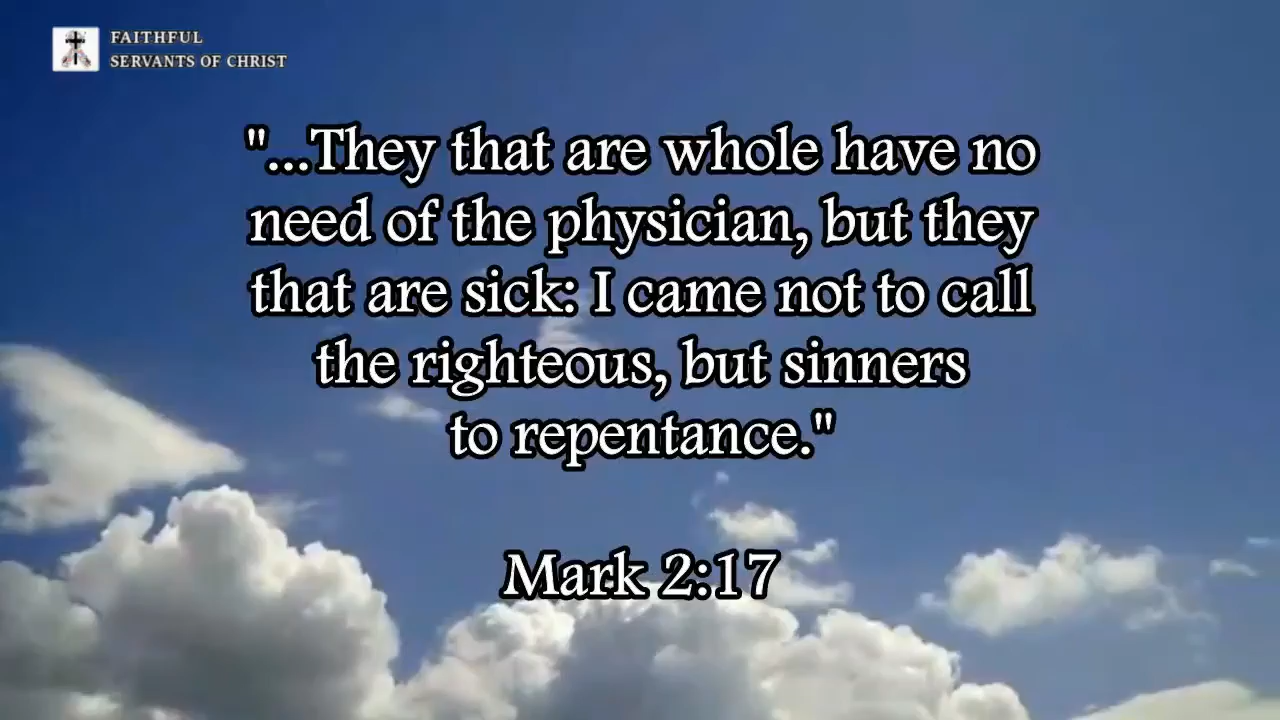 FAITHFUL
SERVANTS OF CHRIST
"...They that are whole have no
need of the physician, but they
that are sick: I came not to call
the righteous, but sinners
to repentance."
Mark 2:17